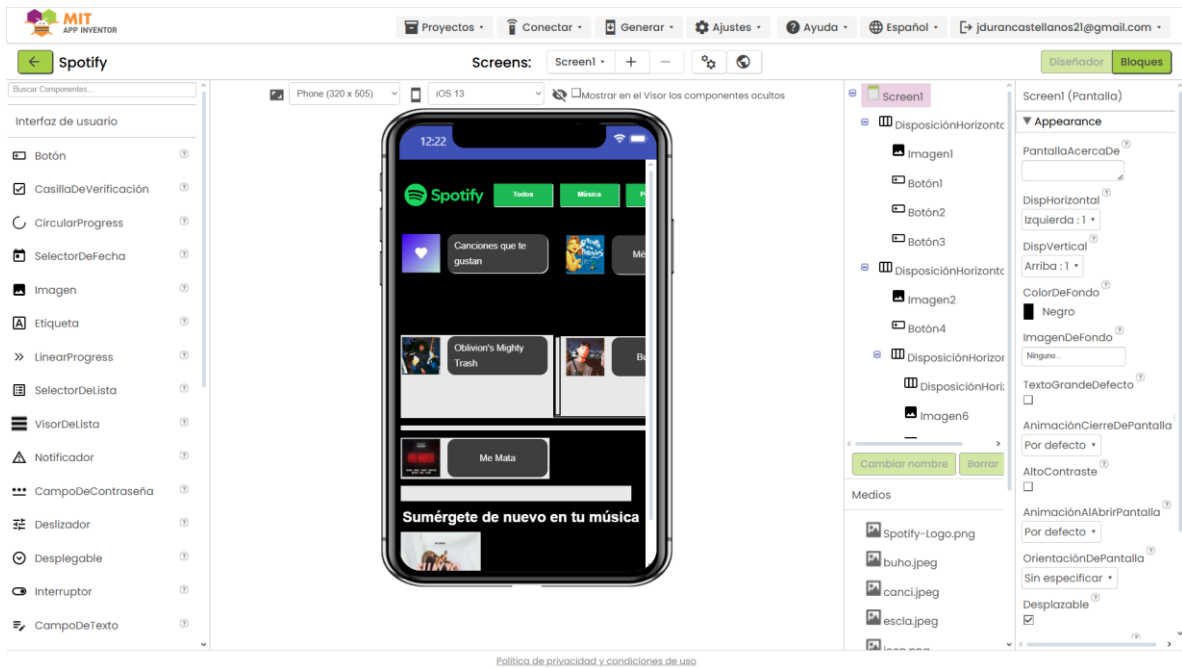 MIT
APP INVENTOR
Proyectos
Conectar
Generar
Ajustes
Ayuda
Español
jdurancastellanos21@gmail.com
Spotify
Screens:
Screen1
+
−
Diseñador
Bloques
Buscar Componentes...
Interfaz de usuario
Botón
CasillaDeVerificación
CircularProgress
SelectorDeFecha
Imagen
Etiqueta
LinearProgress
SelectorDeLista
VisorDeLista
Notificador
CampoDeContraseña
Deslizador
Desplegable
Interruptor
CampoDeTexto
Phone (320 x 505)
iOS 13
Mostrar en el Visor los componentes ocultos
12:22
Spotify
Todos
Música
Canciones que te
gustan
Mé
Oblivion's Mighty
Trash
Bu
Me Mata
Sumérgete de nuevo en tu música
Screen1
DisposiciónHorizontc
Imagen1
Botón1
Botón2
Botón3
DisposiciónHorizontc
Imagen2
Botón4
DisposiciónHorizor
DisposiciónHori
Imagen6
Cambiar nombre
Borrar
Medios
Spotify-Logo.png
buho.jpeg
canci.jpeg
escla.jpeg
Screen1 (Pantalla)
Appearance
PantallaAcercaDe
DispHorizontal
Izquierda : 1
DispVertical
Arriba : 1
ColorDeFondo
Negro
ImagenDeFondo
Ninguno...
TextoGrandeDefecto
AnimaciónCierreDePantalla
Por defecto
AltoContraste
AnimaciónAlAbrirPantalla
Por defecto
OrientaciónDePantalla
Sin especificar
Desplazable
Política de privacidad y condiciones de uso